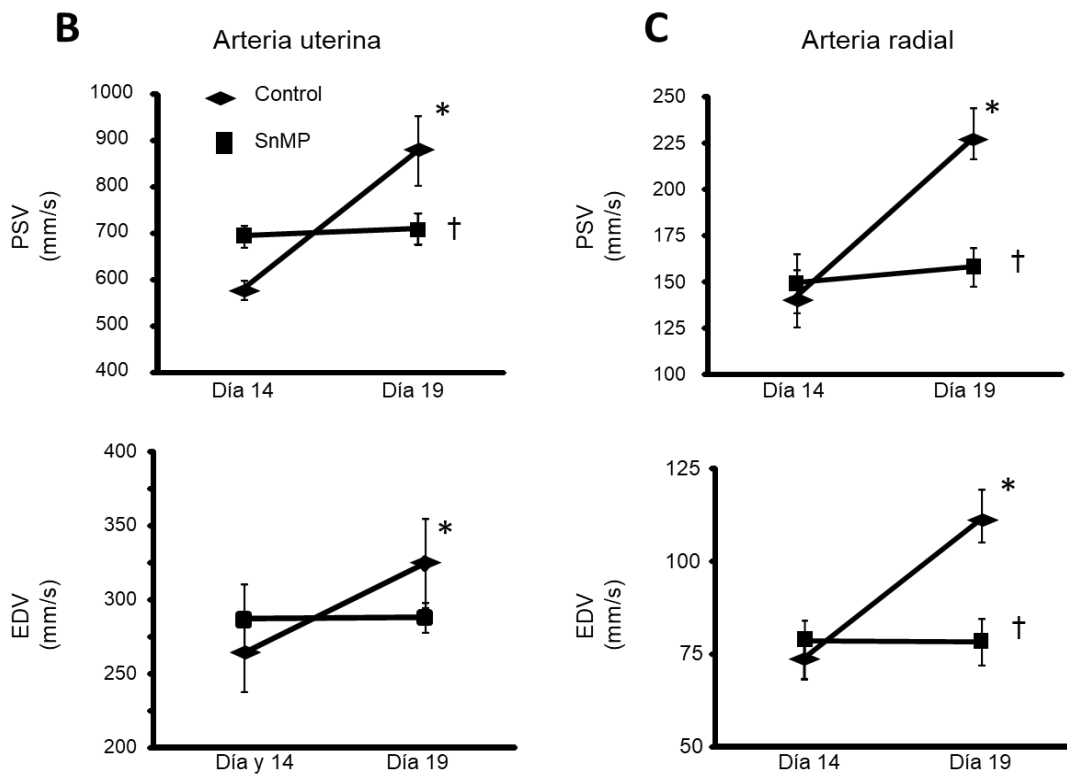 B
Arteria uterina
Control
SnMP
PSV
(mm/s)
1000
900
800
700
600
500
400
*
†
Día 14
Día 19
C
Arteria radial
PSV
(mm/s)
250
225
200
175
150
125
100
*
†
Día 14
Día 19
EDV
(mm/s)
400
350
300
250
200
*
Día y 14
Día 19
EDV
(mm/s)
125
100
75
50
*
†
Día 14
Día 19